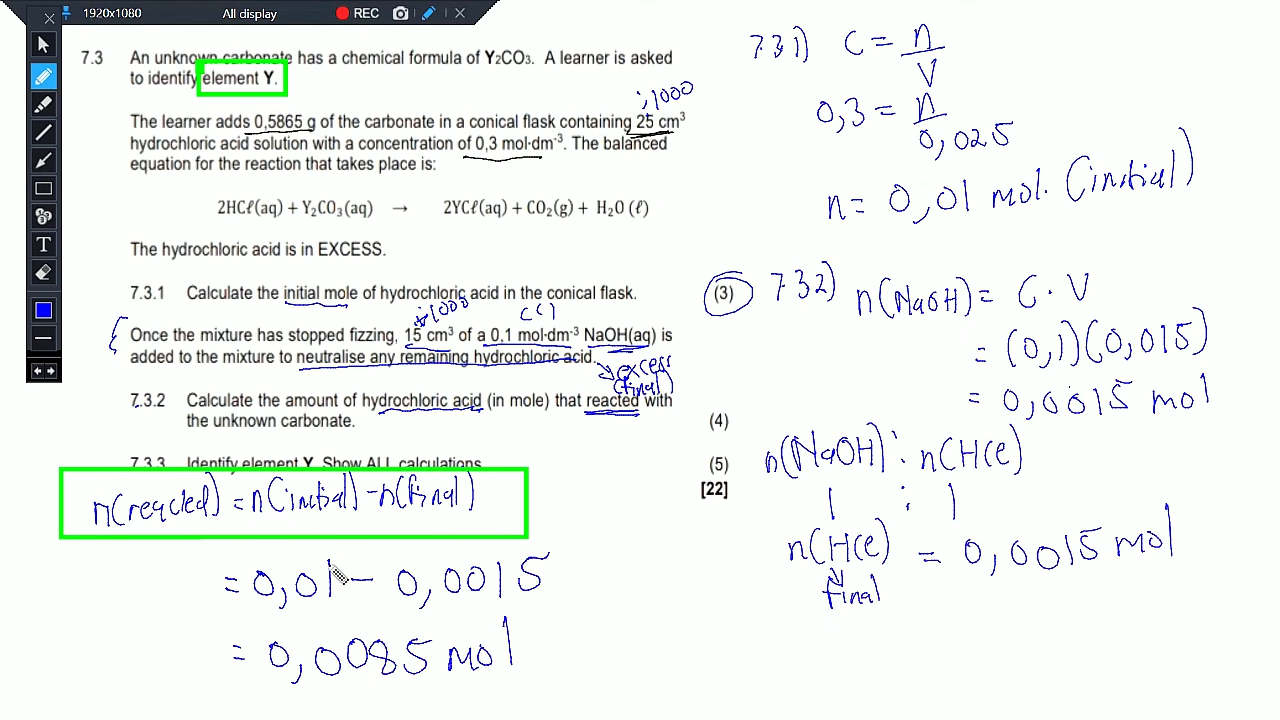 1920x1080 All display REC
7.3 An unknown carbonate has a chemical formula of Y₂CO₃. A learner is asked
to identify element Y.
÷1000
The learner adds 0,5865 g of the carbonate in a conical flask containing 25 cm³
hydrochloric acid solution with a concentration of 0,3 mol·dm⁻³. The balanced
equation for the reaction that takes place is:
2HCℓ(aq) + Y₂CO₃(aq) → 2YCℓ(aq) + CO₂(g) + H₂O (ℓ)
The hydrochloric acid is in EXCESS.
7.3.1 Calculate the initial mole of hydrochloric acid in the conical flask. (3)
÷1000 (c)
Once the mixture has stopped fizzing, 15 cm³ of a 0,1 mol·dm⁻³ NaOH(aq) is
added to the mixture to neutralise any remaining hydrochloric acid.
excess
(final)
7.3.2 Calculate the amount of hydrochloric acid (in mole) that reacted with
the unknown carbonate. (4)
7.3.3 Identify element Y. Show ALL calculations (5)
[22]
n(reacted) = n(initial) - n(final)
= 0,01 - 0,0015
= 0,0085 mol
7.3.1) C = n
V
0,3 = n
0,025
n = 0,01 mol. (initial)
7.3.2) n(NaOH) = C · V
= (0,1)(0,015)
= 0,0015 mol
n(NaOH) : n(HCℓ)
1 : 1
n(HCℓ) = 0,0015 mol
final